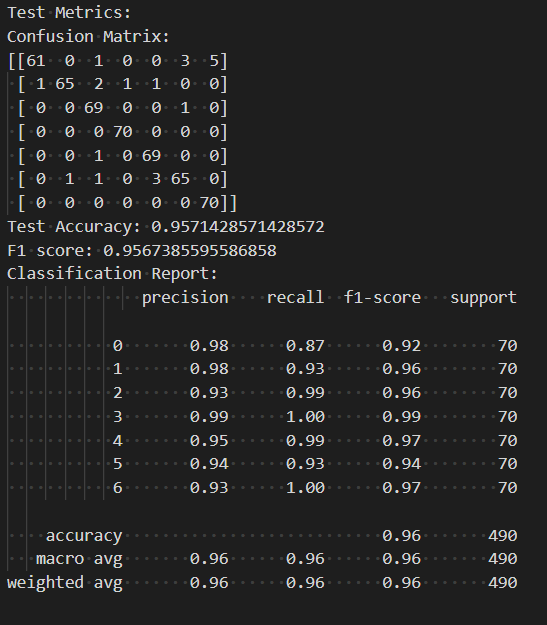 Test Metrics:
Confusion Matrix:
[[61  0  1  0  0  3  5]
 [ 1 65  2  1  1  0  0]
 [ 0  0 69  0  0  1  0]
 [ 0  0  0 70  0  0  0]
 [ 0  0  1  0 69  0  0]
 [ 0  1  1  0  3 65  0]
 [ 0  0  0  0  0  0 70]]
Test Accuracy: 0.9571428571428572
F1 score: 0.9567385595586858
Classification Report:
              precision    recall  f1-score   support

           0       0.98      0.87      0.92        70
           1       0.98      0.93      0.96        70
           2       0.93      0.99      0.96        70
           3       0.99      1.00      0.99        70
           4       0.95      0.99      0.97        70
           5       0.94      0.93      0.94        70
           6       0.93      1.00      0.97        70

    accuracy                           0.96       490
   macro avg       0.96      0.96      0.96       490
weighted avg       0.96      0.96      0.96       490